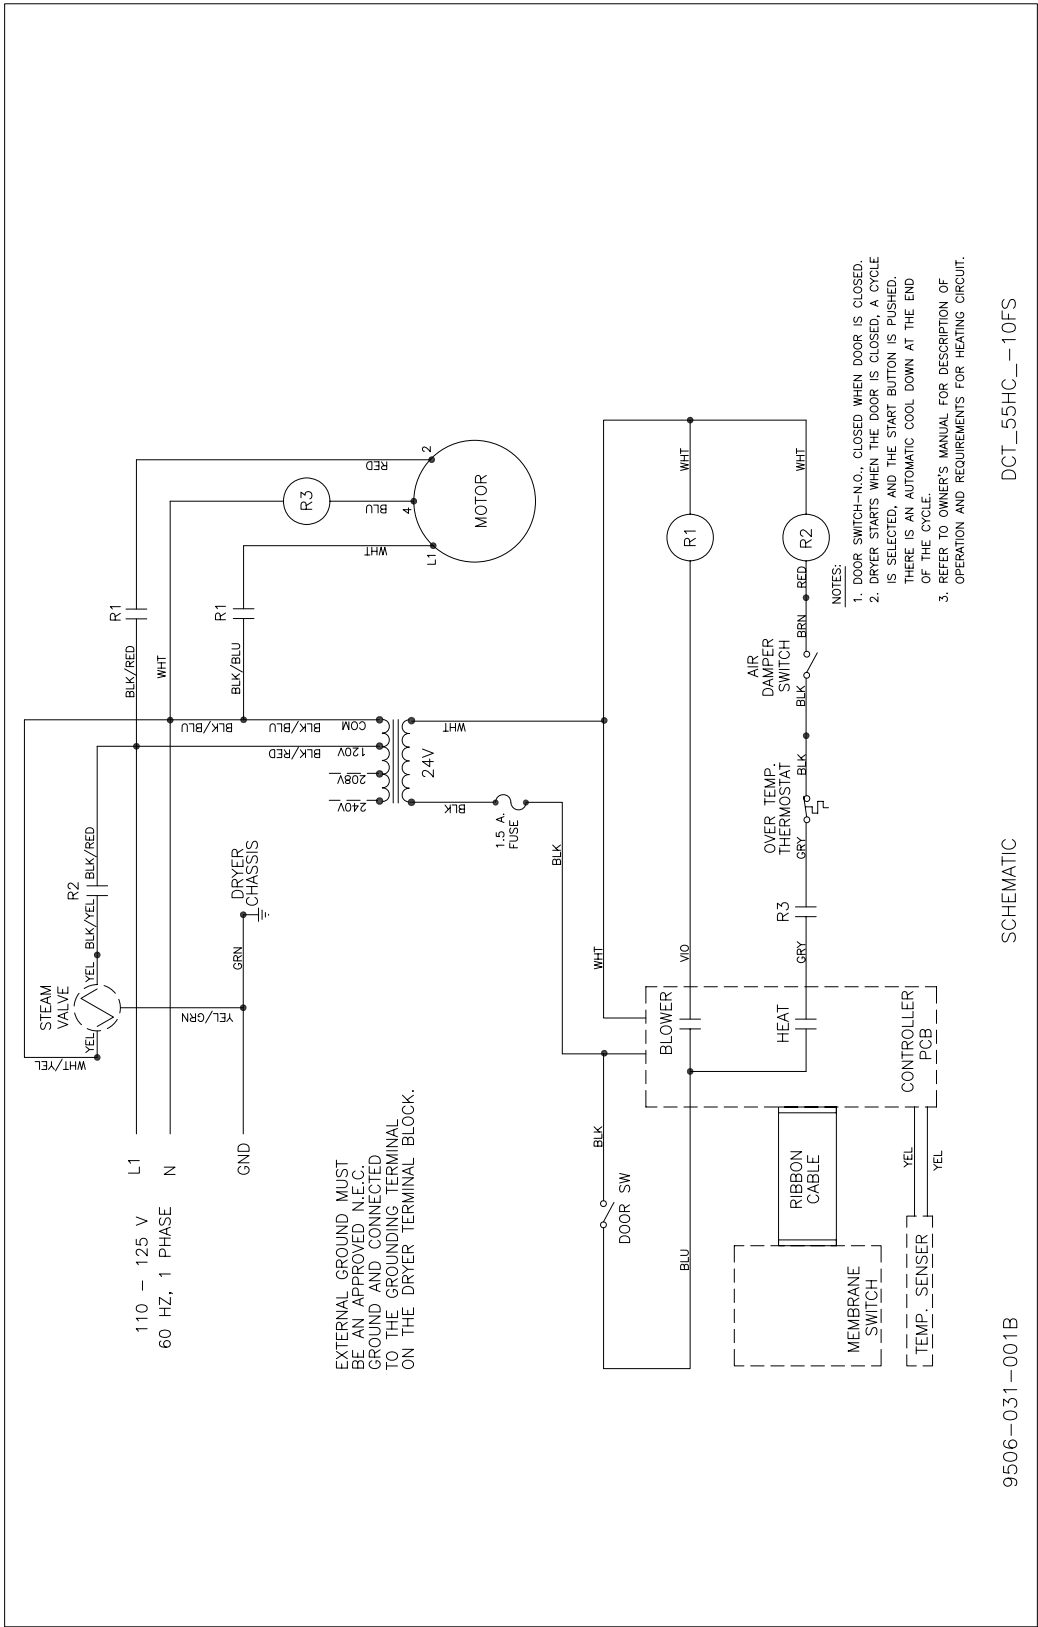 110 – 125 V
60 HZ, 1 PHASE
L1
N
GND
WHT/YEL
STEAM
VALVE
YEL
YEL
BLK/YEL
R2
BLK/RED
YEL/GRN
GRN
DRYER
CHASSIS
BLK/RED
WHT
BLK/BLU
R1
R1
BLK/BLU
BLK/BLU
BLK/RED
COM
120V
208V
240V
24V
WHT
BLK
RED
R3
BLU
WHT
2
4
L1
MOTOR
EXTERNAL GROUND MUST
BE AN APPROVED N.E.C.
GROUND AND CONNECTED
TO THE GROUNDING TERMINAL
ON THE DRYER TERMINAL BLOCK.
1.5 A.
FUSE
BLK
WHT
BLK
DOOR SW
BLU
BLOWER
VIO
R1
WHT
HEAT
GRY
R3
GRY
OVER TEMP.
THERMOSTAT
BLK
BLK
AIR
DAMPER
SWITCH
BRN
RED
R2
WHT
CONTROLLER
PCB
RIBBON
CABLE
MEMBRANE
SWITCH
YEL
YEL
TEMP. SENSER
NOTES:
1. DOOR SWITCH–N.O., CLOSED WHEN DOOR IS CLOSED.
2. DRYER STARTS WHEN THE DOOR IS CLOSED, A CYCLE
IS SELECTED, AND THE START BUTTON IS PUSHED.
THERE IS AN AUTOMATIC COOL DOWN AT THE END
OF THE CYCLE.
3. REFER TO OWNER'S MANUAL FOR DESCRIPTION OF
OPERATION AND REQUIREMENTS FOR HEATING CIRCUIT.
9506–031–001B
SCHEMATIC
DCT_55HC_–10FS